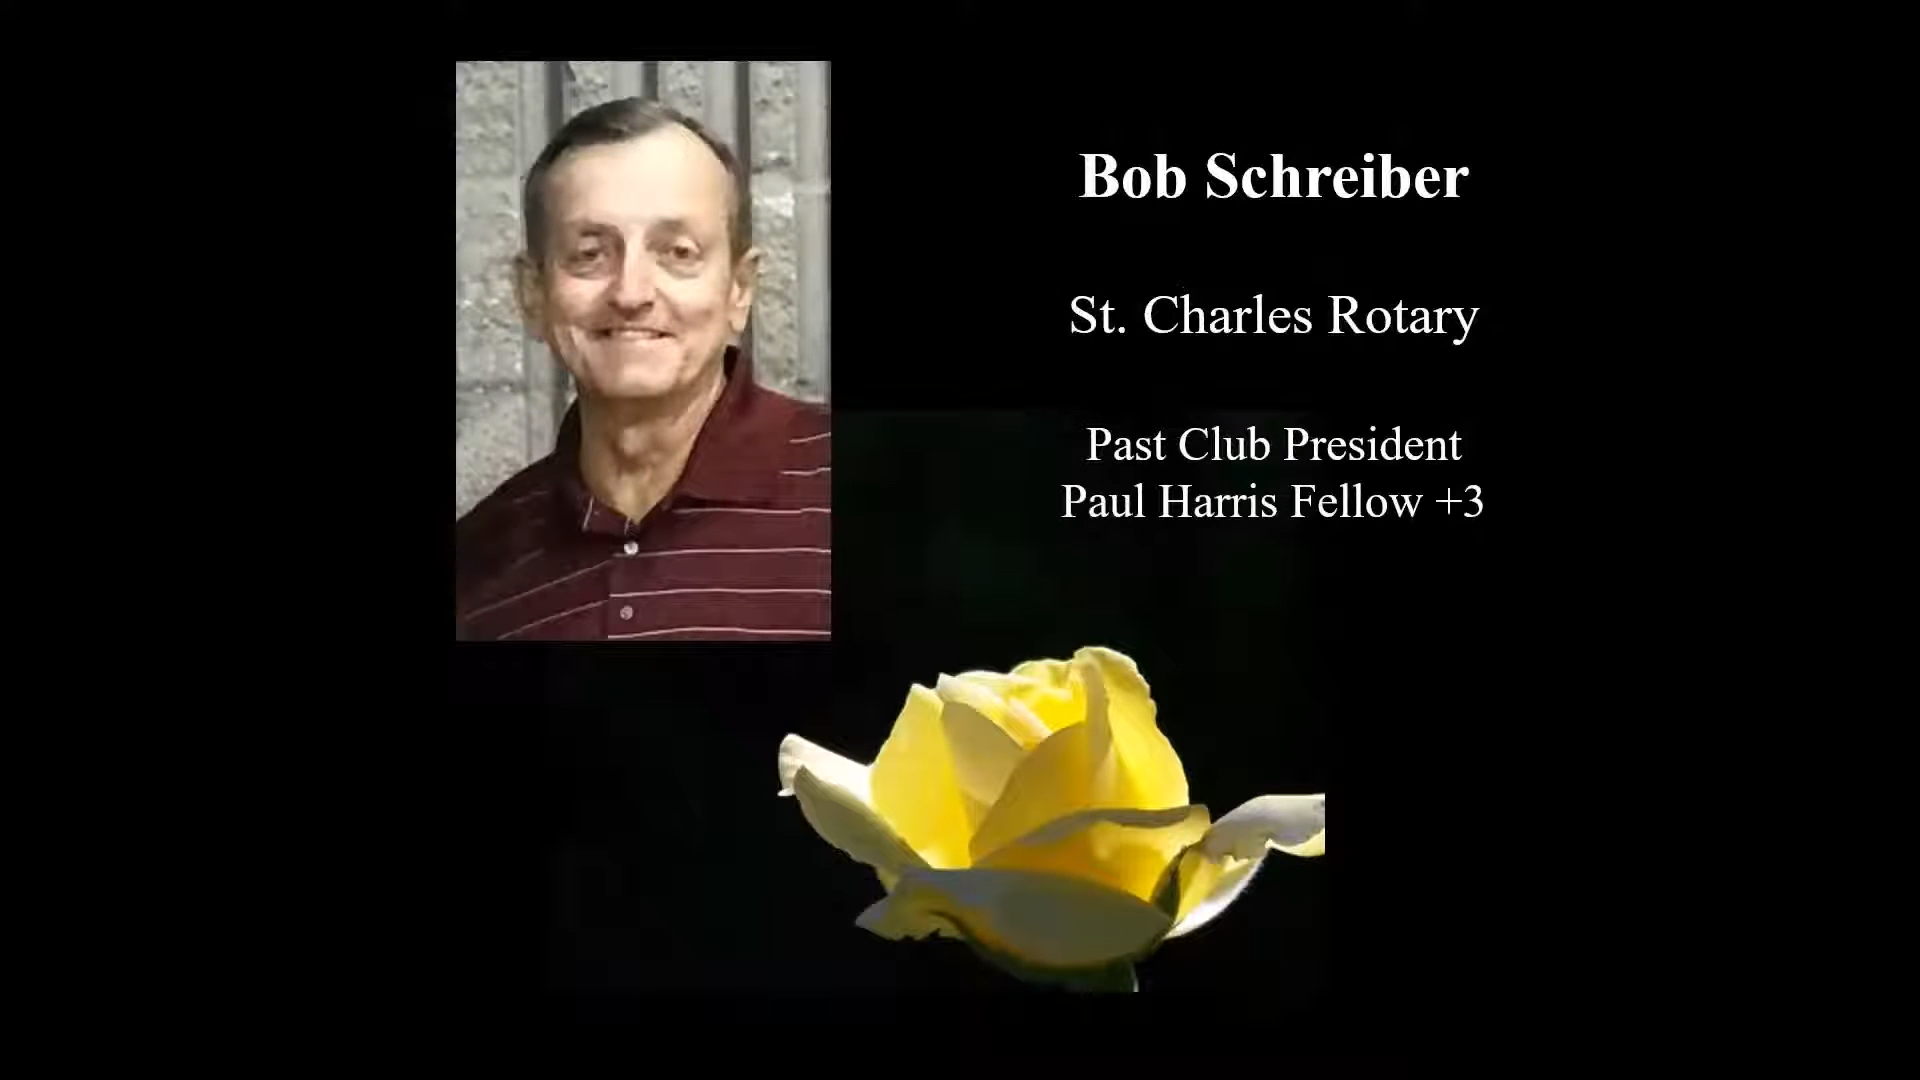 Bob Schreiber
St. Charles Rotary
Past Club President
Paul Harris Fellow +3